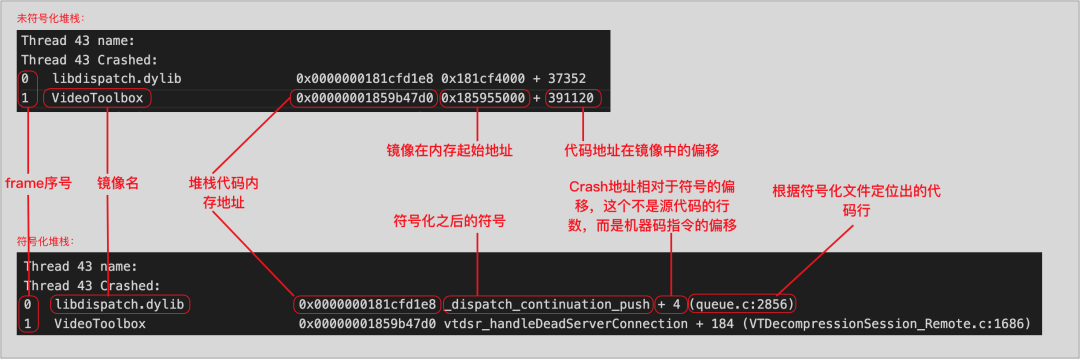 未符号化堆栈：
Thread 43 name:
Thread 43 Crashed:
0 libdispatch.dylib 0x0000000181cfd1e8 0x181cf4000 + 37352
1 VideoToolbox 0x00000001859b47d0 0x185955000 + 391120
镜像在内存起始地址
代码地址在镜像中的偏移
frame序号
镜像名
堆栈代码内
存地址
符号化之后的符号
Crash地址相对于符号的偏
移，这个不是源代码的行
数，而是机器码指令的偏移
根据符号化文件定位出的代
码行
符号化堆栈：
Thread 43 name:
Thread 43 Crashed:
0 libdispatch.dylib 0x0000000181cfd1e8 _dispatch_continuation_push + 4 (queue.c:2856)
1 VideoToolbox 0x00000001859b47d0 vtdsr_handleDeadServerConnection + 184 (VTDecompressionSession_Remote.c:1686)